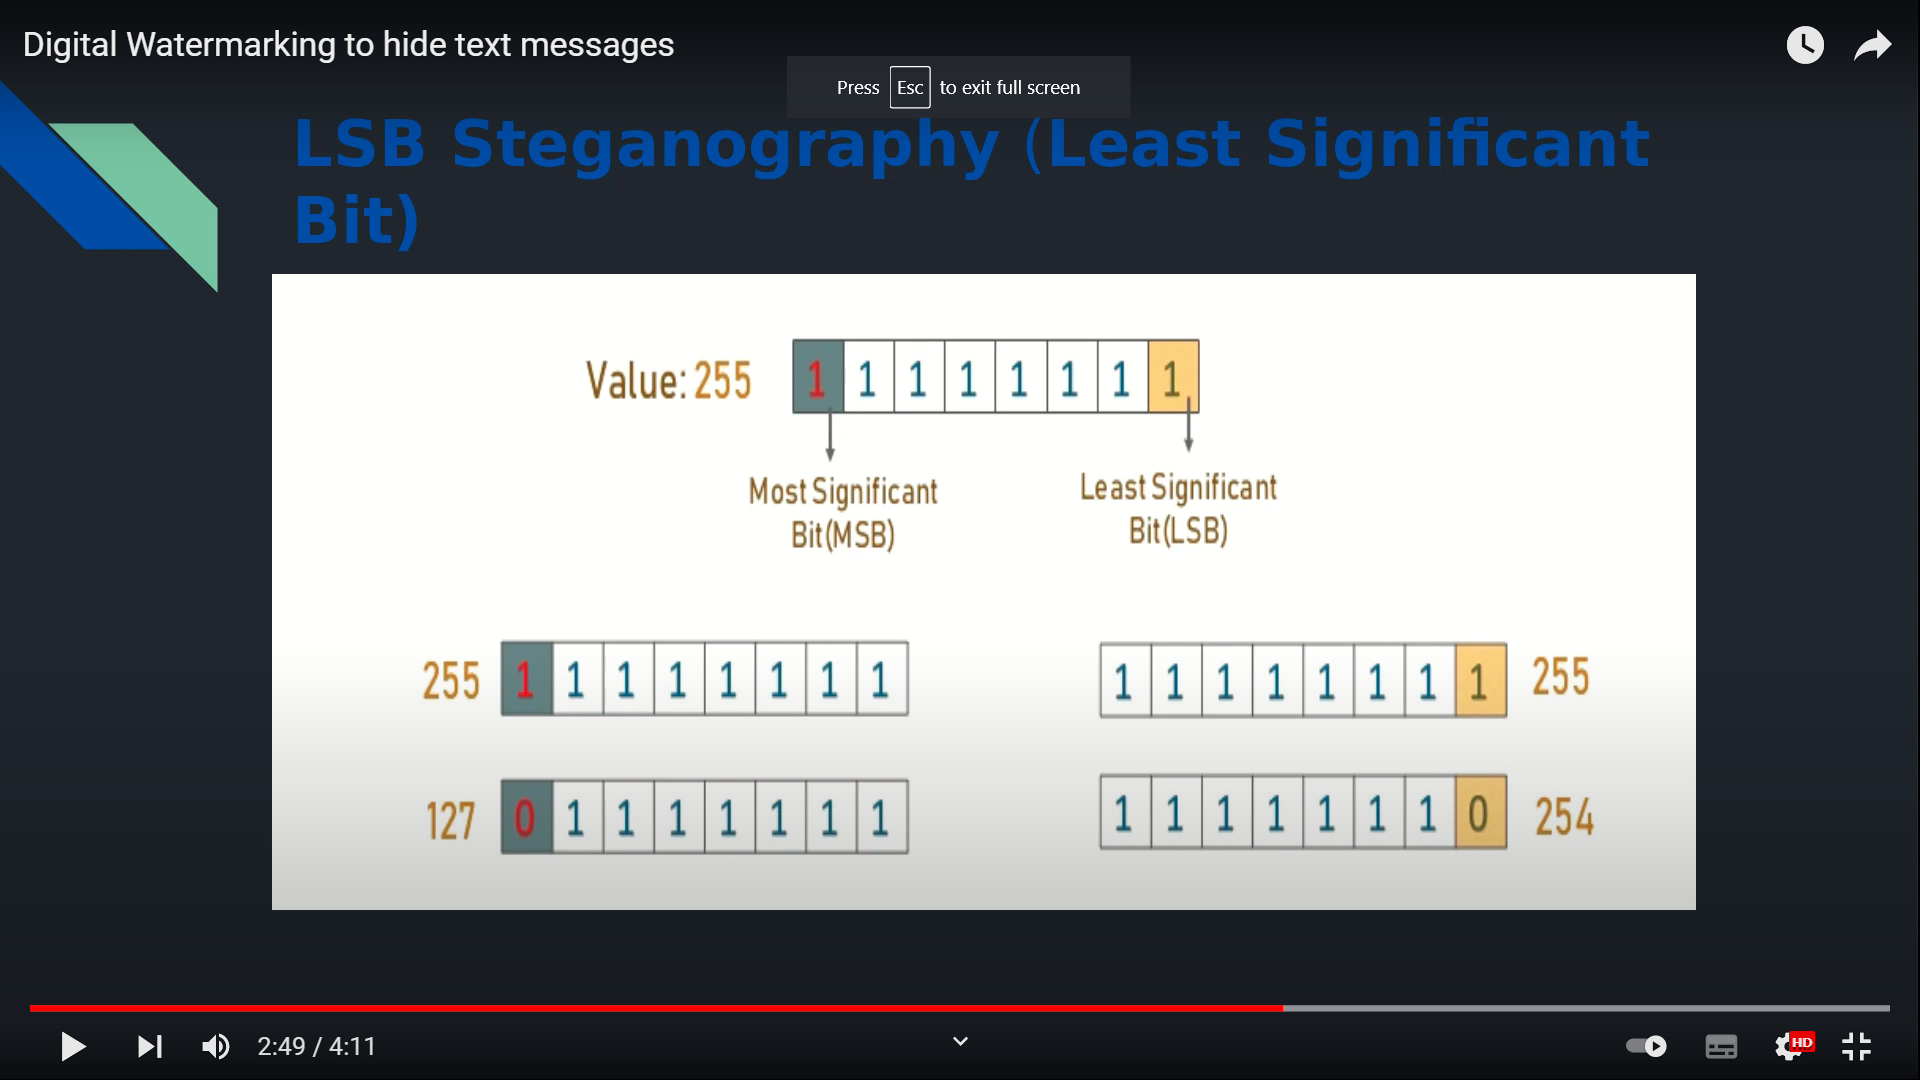 Digital Watermarking to hide text messages
Press Esc to exit full screen
LSB Steganography (Least Significant
Bit)
Value: 255 1 1 1 1 1 1 1 1
Most Significant
Bit(MSB)
Least Significant
Bit(LSB)
255 1 1 1 1 1 1 1 1
1 1 1 1 1 1 1 1 255
127 0 1 1 1 1 1 1 1
1 1 1 1 1 1 1 0 254
2:49 / 4:11
HD